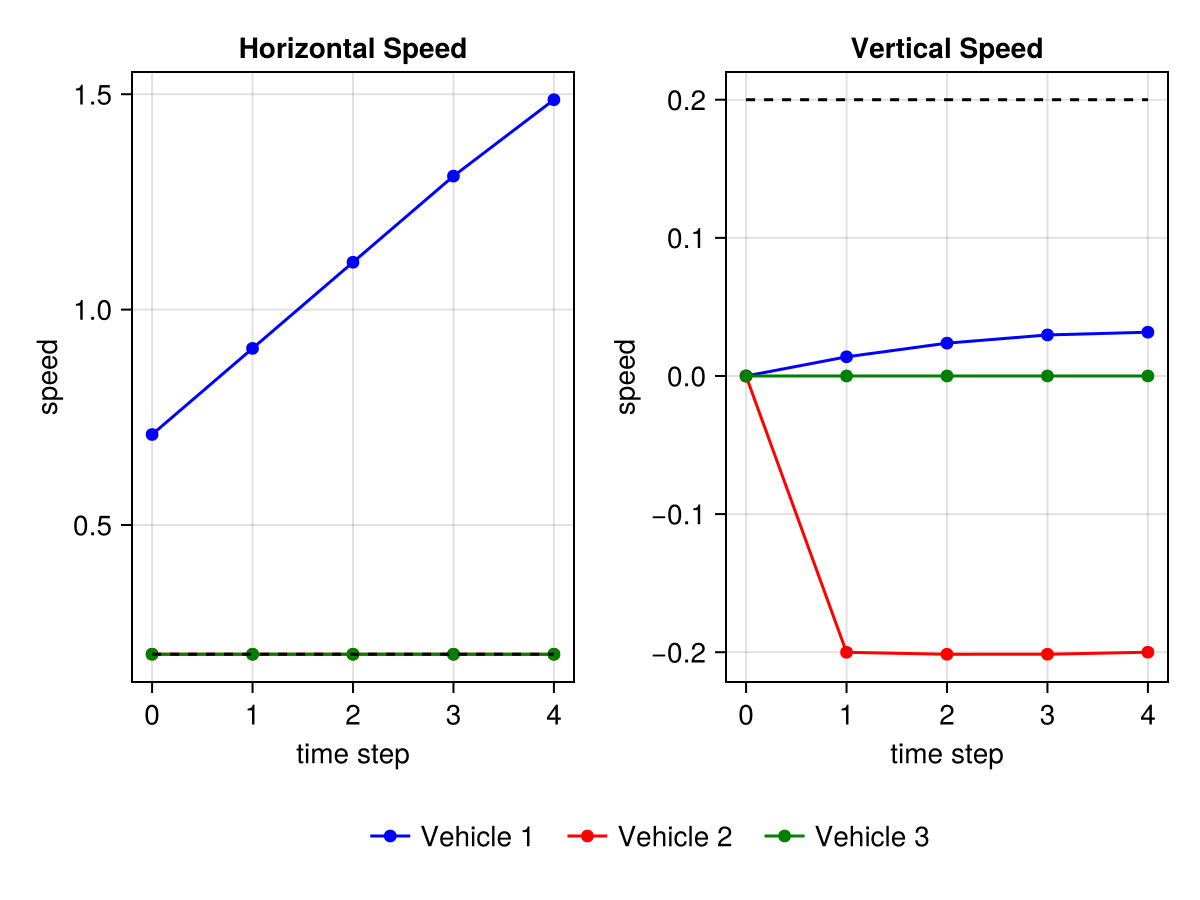 Horizontal Speed
1.5
1.0
0.5
speed
0 1 2 3 4
time step
Vertical Speed
0.2
0.1
0.0
−0.1
−0.2
speed
0 1 2 3 4
time step
Vehicle 1 Vehicle 2 Vehicle 3